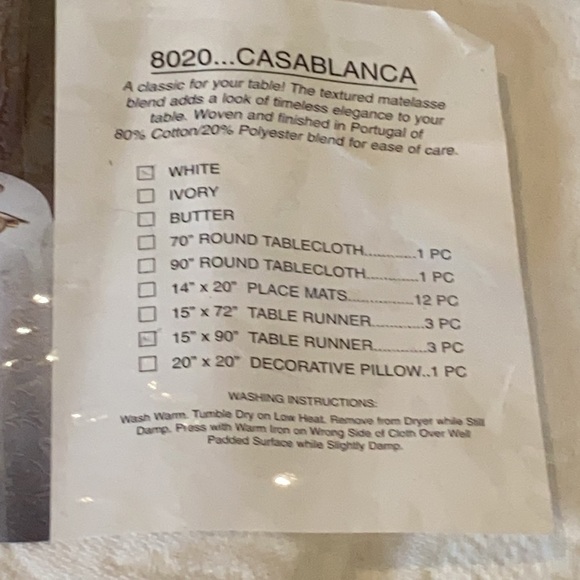 8020...CASABLANCA
A classic for your table! The textured matelasse
blend adds a look of timeless elegance to your
table. Woven and finished in Portugal of
80% Cotton/20% Polyester blend for ease of care.
WHITE
IVORY
BUTTER
70" ROUND TABLECLOTH.............1 PC
90" ROUND TABLECLOTH.............1 PC
14" x 20" PLACE MATS................12 PC
15" x 72" TABLE RUNNER.............3 PC
15" x 90" TABLE RUNNER.............3 PC
20" x 20" DECORATIVE PILLOW..1 PC
WASHING INSTRUCTIONS:
Wash Warm. Tumble Dry on Low Heat. Remove from Dryer while Still
Damp. Press with Warm Iron on Wrong Side of Cloth Over Well
Padded Surface while Slightly Damp.